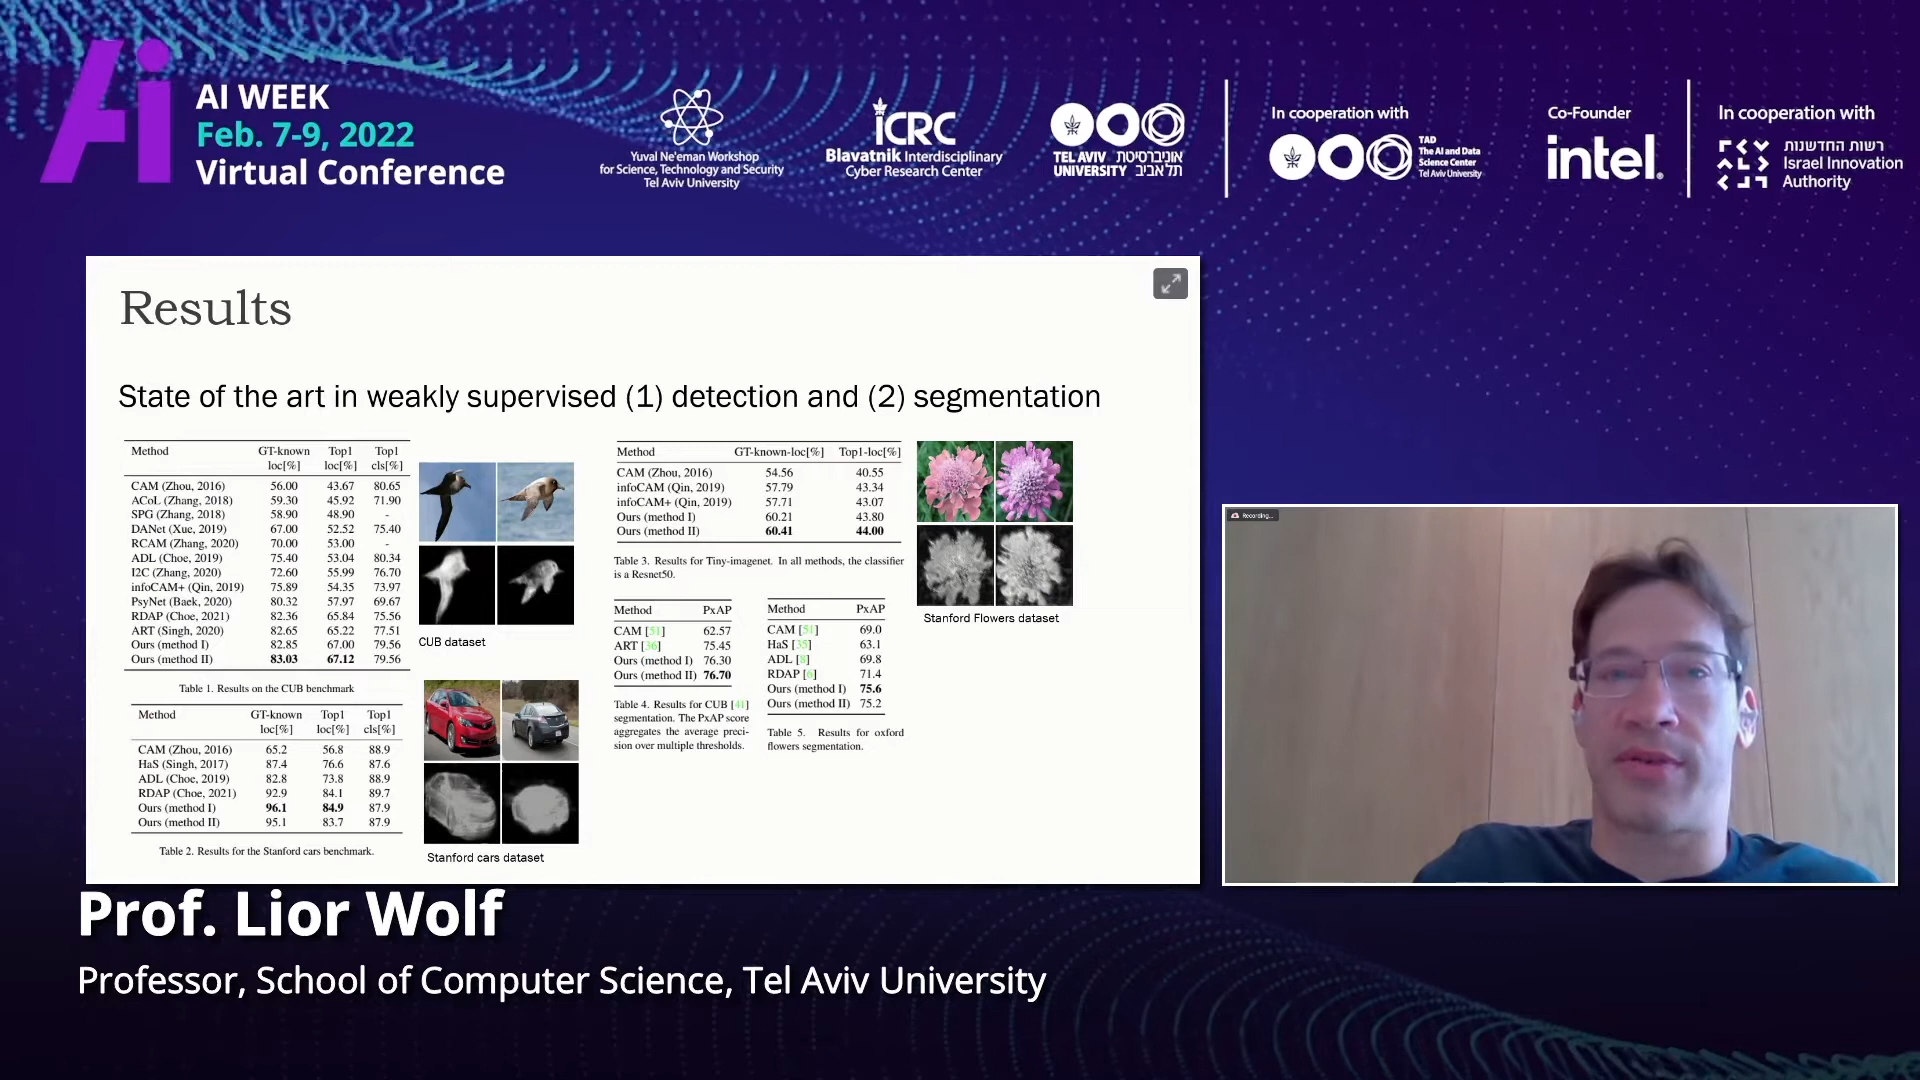 Ai
AI WEEK
Feb. 7-9, 2022
Virtual Conference
Yuval Ne'eman Workshop
for Science, Technology and Security
Tel Aviv University
iCRC
Blavatnik Interdisciplinary
Cyber Research Center
TEL AVIV אוניברסיטת
UNIVERSITY תל אביב
In cooperation with
TAD
The AI and Data
Science Center
Tel Aviv University
Co-Founder
intel.
In cooperation with
רשות החדשנות
Israel Innovation
Authority
Results
State of the art in weakly supervised (1) detection and (2) segmentation
Method GT-known Top1 Top1
loc[%] loc[%] cls[%]
CAM (Zhou, 2016) 56.00 43.67 80.65
ACoL (Zhang, 2018) 59.30 45.92 71.90
SPG (Zhang, 2018) 58.90 48.90 -
DANet (Xue, 2019) 67.00 52.52 75.40
RCAM (Zhang, 2020) 70.00 53.00 -
ADL (Choe, 2019) 75.40 53.04 80.34
I2C (Zhang, 2020) 72.60 55.99 76.70
infoCAM+ (Qin, 2019) 75.89 54.35 73.97
PsyNet (Baek, 2020) 80.32 57.97 69.67
RDAP (Choe, 2021) 82.36 65.84 75.56
ART (Singh, 2020) 82.65 65.22 77.51
Ours (method I) 82.85 67.00 79.56
Ours (method II) 83.03 67.12 79.56
Table 1. Results on the CUB benchmark
CUB dataset
Method GT-known Top1 Top1
loc[%] loc[%] cls[%]
CAM (Zhou, 2016) 65.2 56.8 88.9
HaS (Singh, 2017) 87.4 76.6 87.6
ADL (Choe, 2019) 82.8 73.8 88.9
RDAP (Choe, 2021) 92.9 84.1 89.7
Ours (method I) 96.1 84.9 87.9
Ours (method II) 95.1 83.7 87.9
Table 2. Results for the Stanford cars benchmark.
Stanford cars dataset
Method GT-known-loc[%] Top1-loc[%]
CAM (Zhou, 2016) 54.56 40.55
infoCAM (Qin, 2019) 57.79 43.34
infoCAM+ (Qin, 2019) 57.71 43.07
Ours (method I) 60.21 43.80
Ours (method II) 60.41 44.00
Table 3. Results for Tiny-imagenet. In all methods, the classifier
is a Resnet50.
Stanford Flowers dataset
Method PxAP
CAM [51] 62.57
ART [36] 75.45
Ours (method I) 76.30
Ours (method II) 76.70
Table 4. Results for CUB [41]
segmentation. The PxAP score
aggregates the average preci-
sion over multiple thresholds.
Method PxAP
CAM [51] 69.0
HaS [35] 63.1
ADL [8] 69.8
RDAP [6] 71.4
Ours (method I) 75.6
Ours (method II) 75.2
Table 5. Results for oxford
flowers segmentation.
Recording...
Prof. Lior Wolf
Professor, School of Computer Science, Tel Aviv University